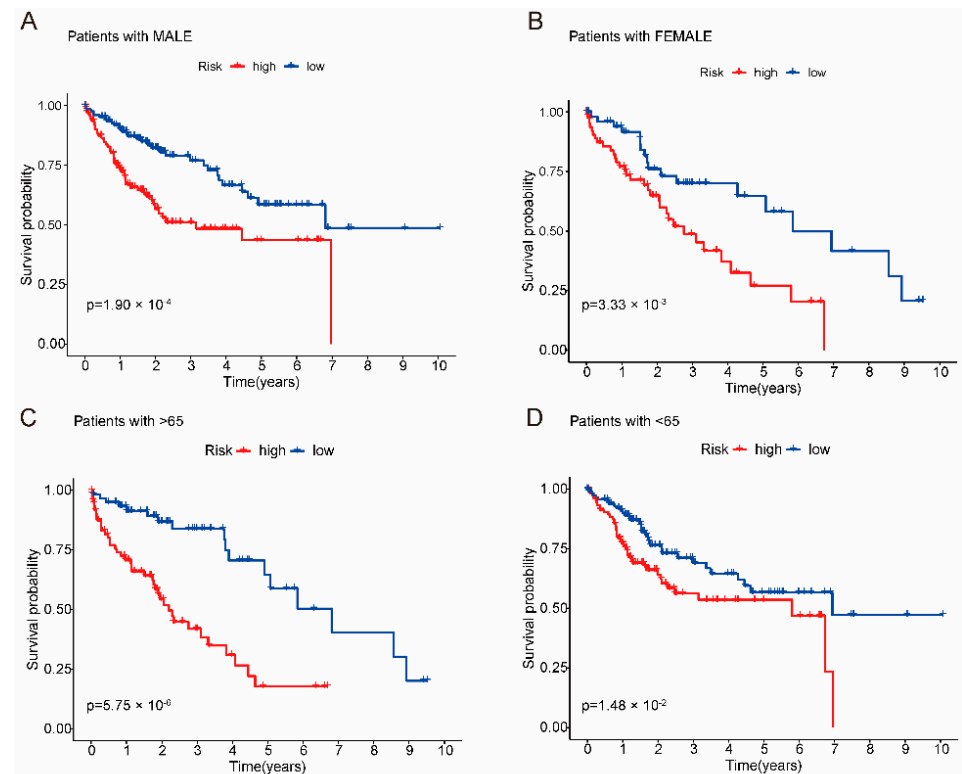 A
Patients with MALE
Risk high low
1.00
0.75
0.50
0.25
0.00
Survival probability
p=1.90 × 10-4
0 1 2 3 4 5 6 7 8 9 10
Time(years)
B
Patients with FEMALE
Risk high low
1.00
0.75
0.50
0.25
0.00
Survival probability
p=3.33 × 10-3
0 1 2 3 4 5 6 7 8 9 10
Time(years)
C
Patients with >65
Risk high low
1.00
0.75
0.50
0.25
0.00
Survival probability
p=5.75 × 10-6
0 1 2 3 4 5 6 7 8 9 10
Time(years)
D
Patients with <65
Risk high low
1.00
0.75
0.50
0.25
0.00
Survival probability
p=1.48 × 10-2
0 1 2 3 4 5 6 7 8 9 10
Time(years)